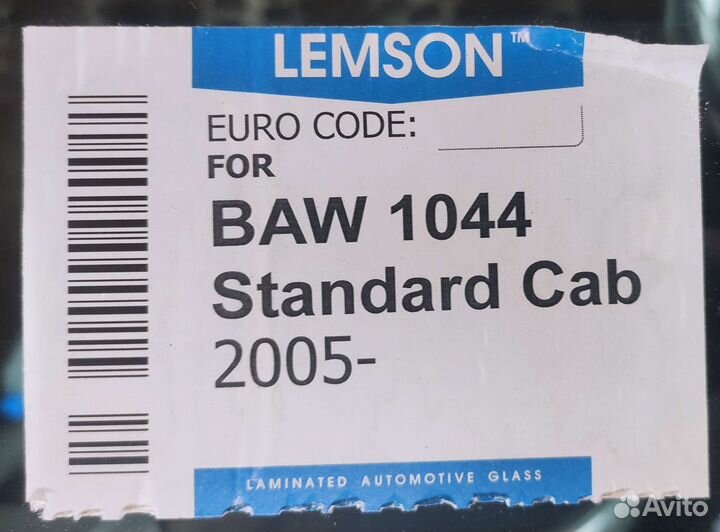 LEMSON™
EURO CODE:
FOR
BAW 1044
Standard Cab
2005-
LAMINATED AUTOMOTIVE GLASS
Avito